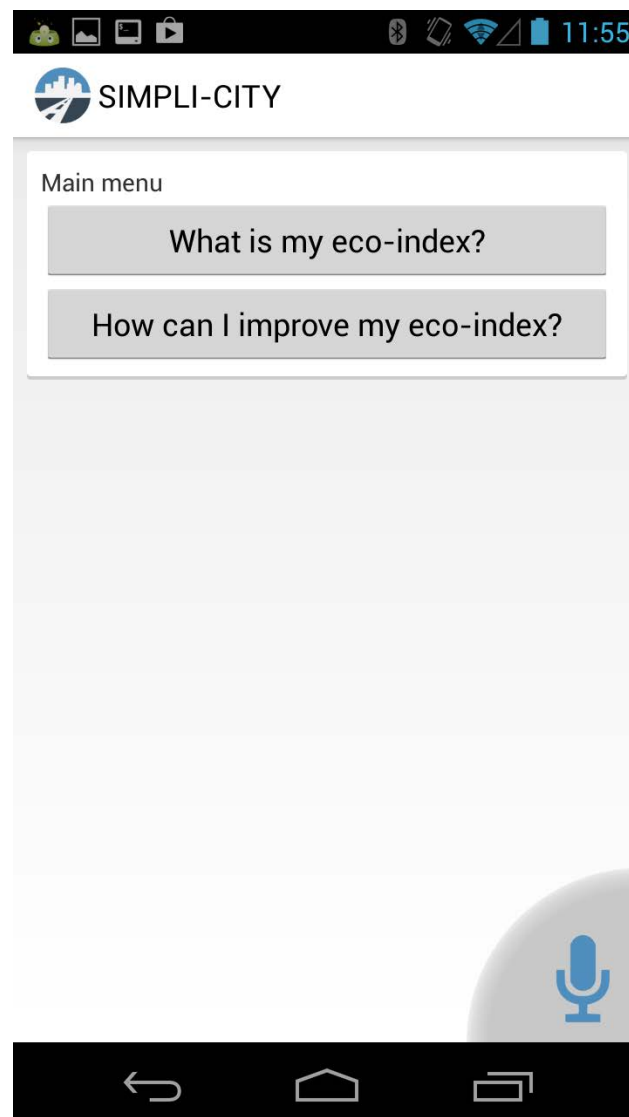 11:55
SIMPLI-CITY
Main menu
What is my eco-index?
How can I improve my eco-index?